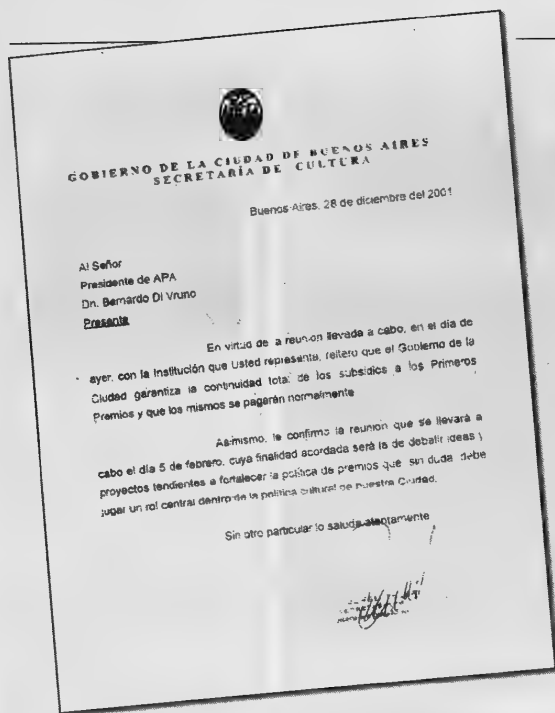 GOBIERNO DE LA CIUDAD DE BUENOS AIRES
SECRETARÍA DE CULTURA
Buenos Aires, 28 de diciembre del 2001
Al Señor
Presidente de APA
Dn. Bernardo Di Vruno
Presente
En virtud de la reunión llevada a cabo, en el día de
ayer, con la Institución que Usted representa, reitero que el Gobierno de la
Ciudad garantiza la continuidad total de los subsidios a los Primeros
Premios y que los mismos se pagarán normalmente
Asimismo, le confirmo la reunión que se llevará a
cabo el día 5 de febrero, cuya finalidad acordada será la de debatir ideas y
proyectos tendientes a fortalecer la política de premios que, sin duda, debe
jugar un rol central dentro de la política cultural de nuestra Ciudad.
Sin otro particular lo saluda atentamente